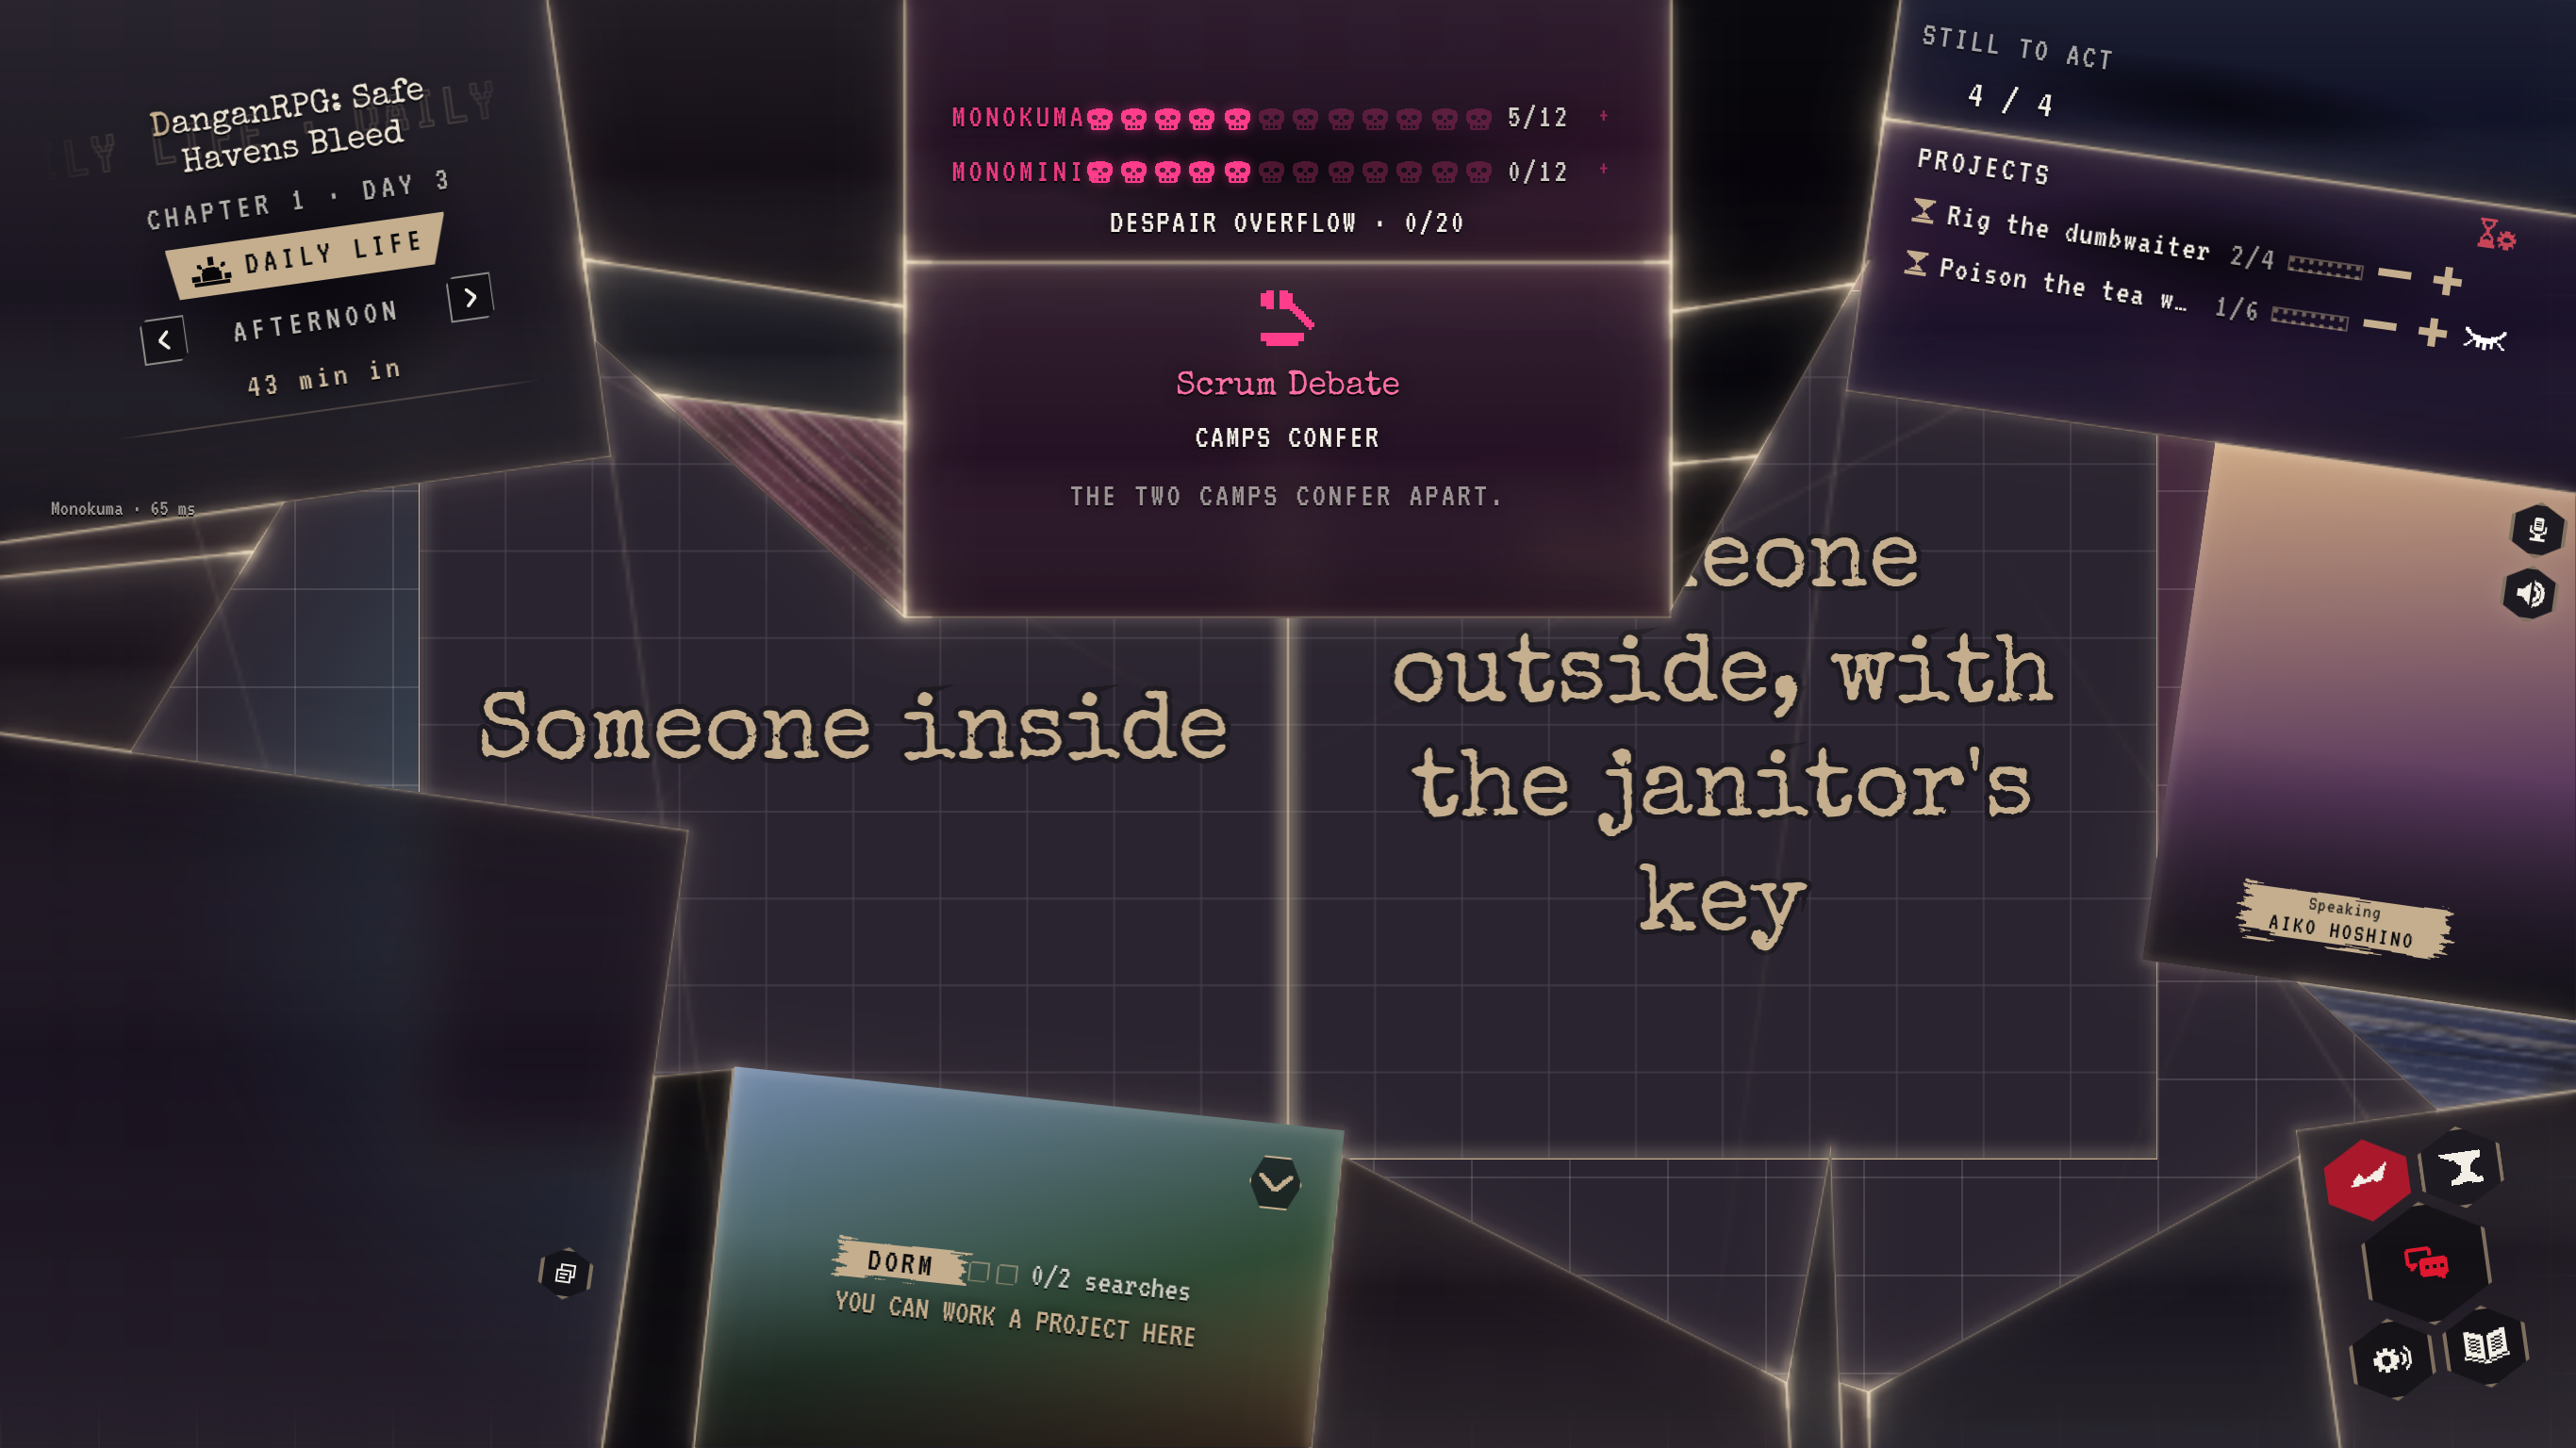 DanganRPG: Safe
Havens Bleed
CHAPTER 1 · DAY 3
DAILY LIFE
AFTERNOON
43 min in
Monokuma · 65 ms
MONOKUMA 5/12 +
MONOMINI 0/12 +
DESPAIR OVERFLOW · 0/20
Scrum Debate
CAMPS CONFER
THE TWO CAMPS CONFER APART.
STILL TO ACT
4 / 4
PROJECTS
Rig the dumbwaiter 2/4
Poison the tea w… 1/6
Someone inside
eone
outside, with
the janitor's
key
Speaking
AIKO HOSHINO
DORM 0/2 searches
YOU CAN WORK A PROJECT HERE